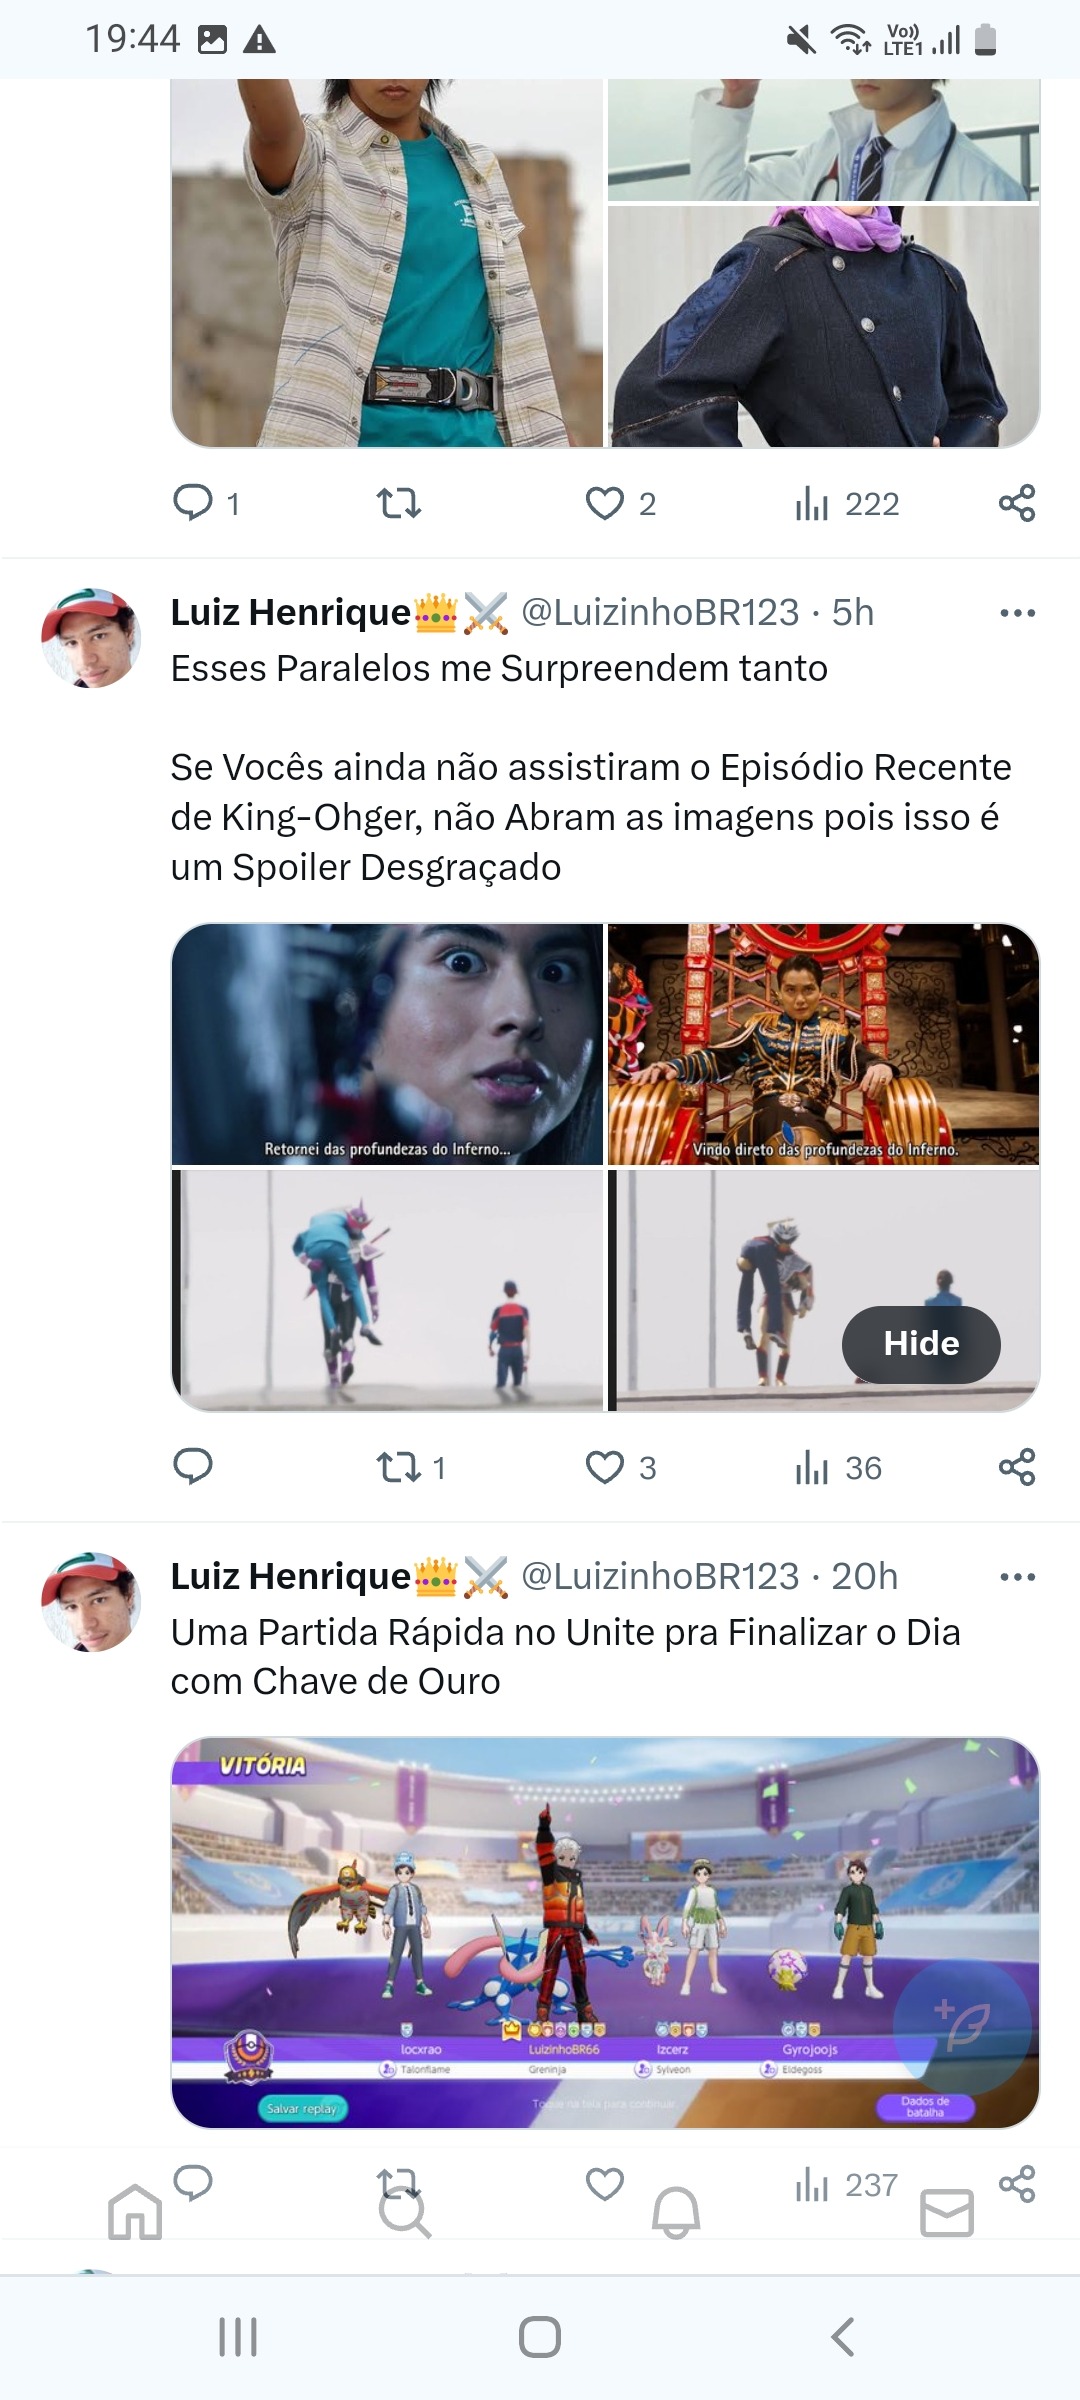 19:44
Vo))
LTE1
1
2
222
Luiz Henrique👑⚔️ @LuizinhoBR123 · 5h
Esses Paralelos me Surpreendem tanto
Se Vocês ainda não assistiram o Episódio Recente
de King-Ohger, não Abram as imagens pois isso é
um Spoiler Desgraçado
Retornei das profundezas do Inferno...
Vindo direto das profundezas do Inferno.
Hide
1
3
36
Luiz Henrique👑⚔️ @LuizinhoBR123 · 20h
Uma Partida Rápida no Unite pra Finalizar o Dia
com Chave de Ouro
VITÓRIA
locxrao
LuizinhoBR66
Izcerz
Gyrojoojs
Talonflame
Greninja
Sylveon
Eldegoss
Salvar replay
Toque na tela para continuar.
Dados de
batalha
237